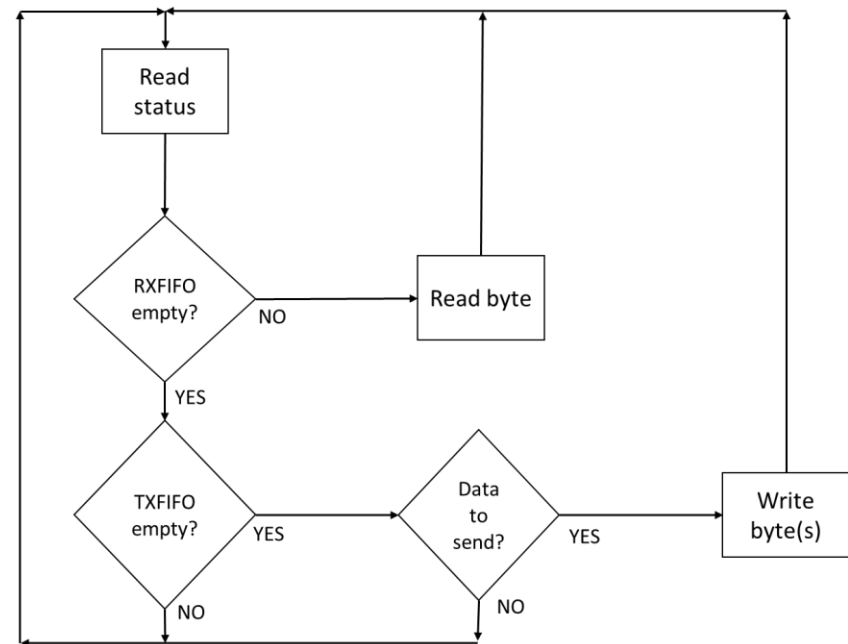 Read
status
RXFIFO
empty?
NO
Read byte
YES
TXFIFO
empty?
YES
Data
to
send?
YES
Write
byte(s)
NO
NO